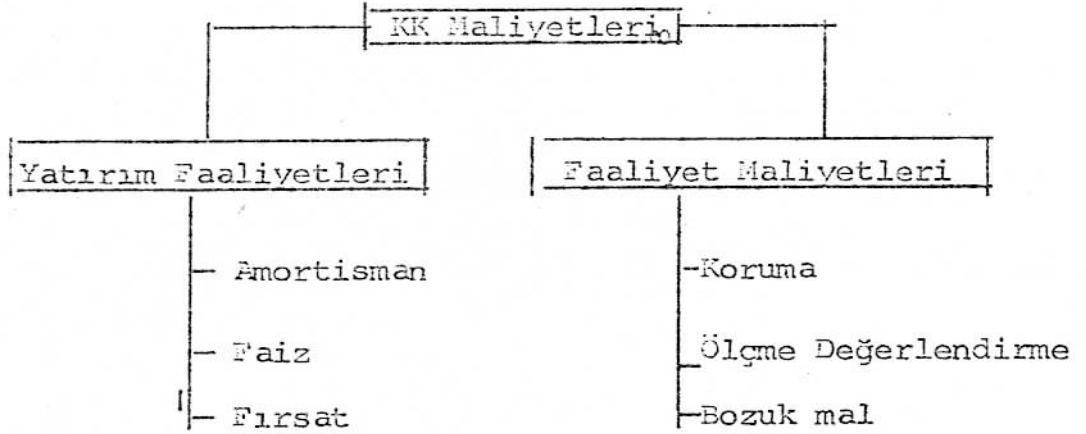 KK Maliyetleri
Yatırım Faaliyetleri
Faaliyet Maliyetleri
Amortisman
Koruma
Faiz
Ölçme Değerlendirme
Fırsat
Bozuk mal